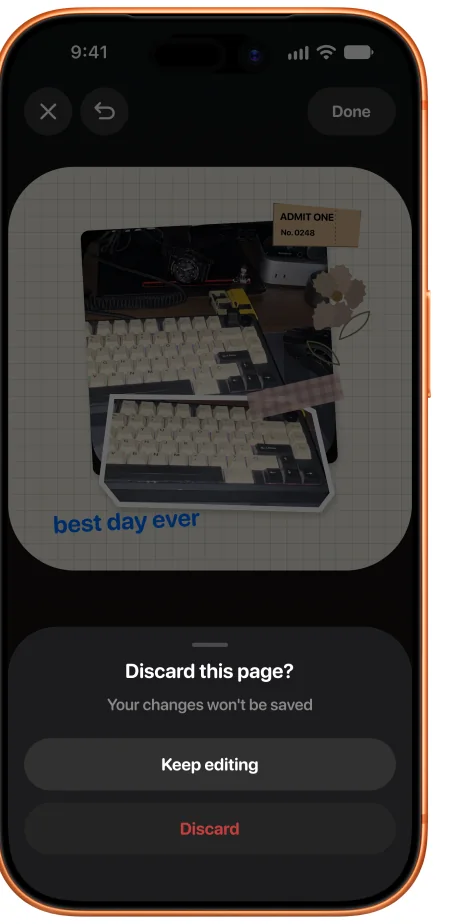 9:41
Done
ADMIT ONE
No. 0248
best day ever
Discard this page?
Your changes won't be saved
Keep editing
Discard